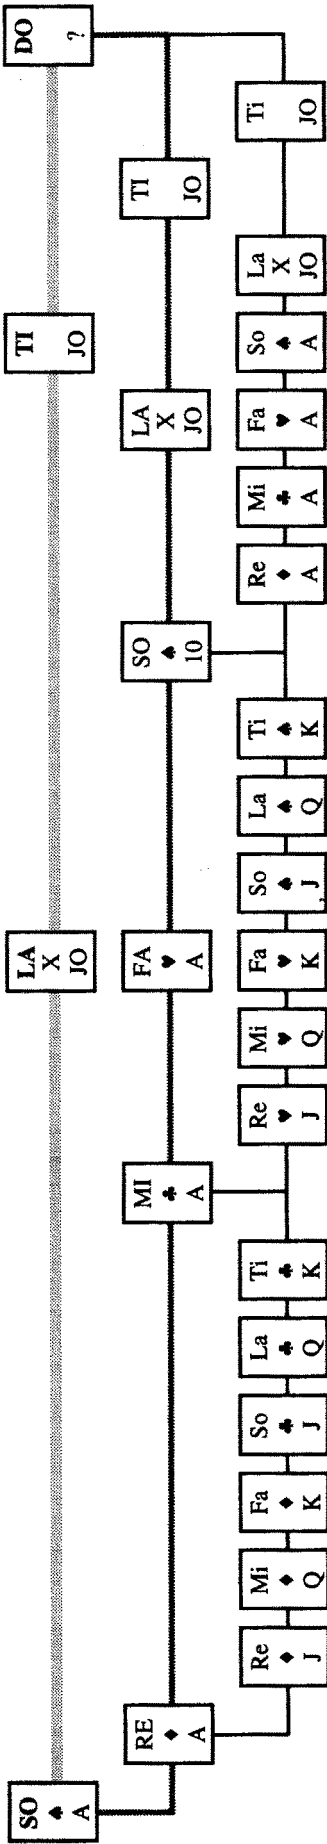 SO
♠
A
LA
X
JO
TI
JO
DO
?
RE
♦
A
MI
♣
A
FA
♥
A
SO
♠
10
LA
X
JO
TI
JO
Re
♦
J
Mi
♦
Q
Fa
♦
K
So
♣
J
La
♣
Q
Ti
♣
K
Re
♥
J
Mi
♥
Q
Fa
♥
K
So
♠
J
La
♠
Q
Ti
♠
K
Re
♦
A
Mi
♣
A
Fa
♥
A
So
♠
A
La
X
JO
Ti
JO